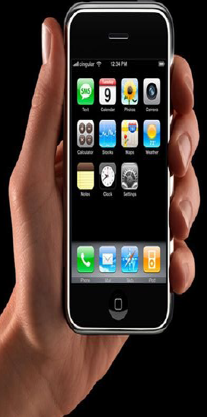 cingular 12:34 PM
SMS 9
Text Calendar Photos Camera
Calculator Stocks Maps Weather
Notes Clock Settings